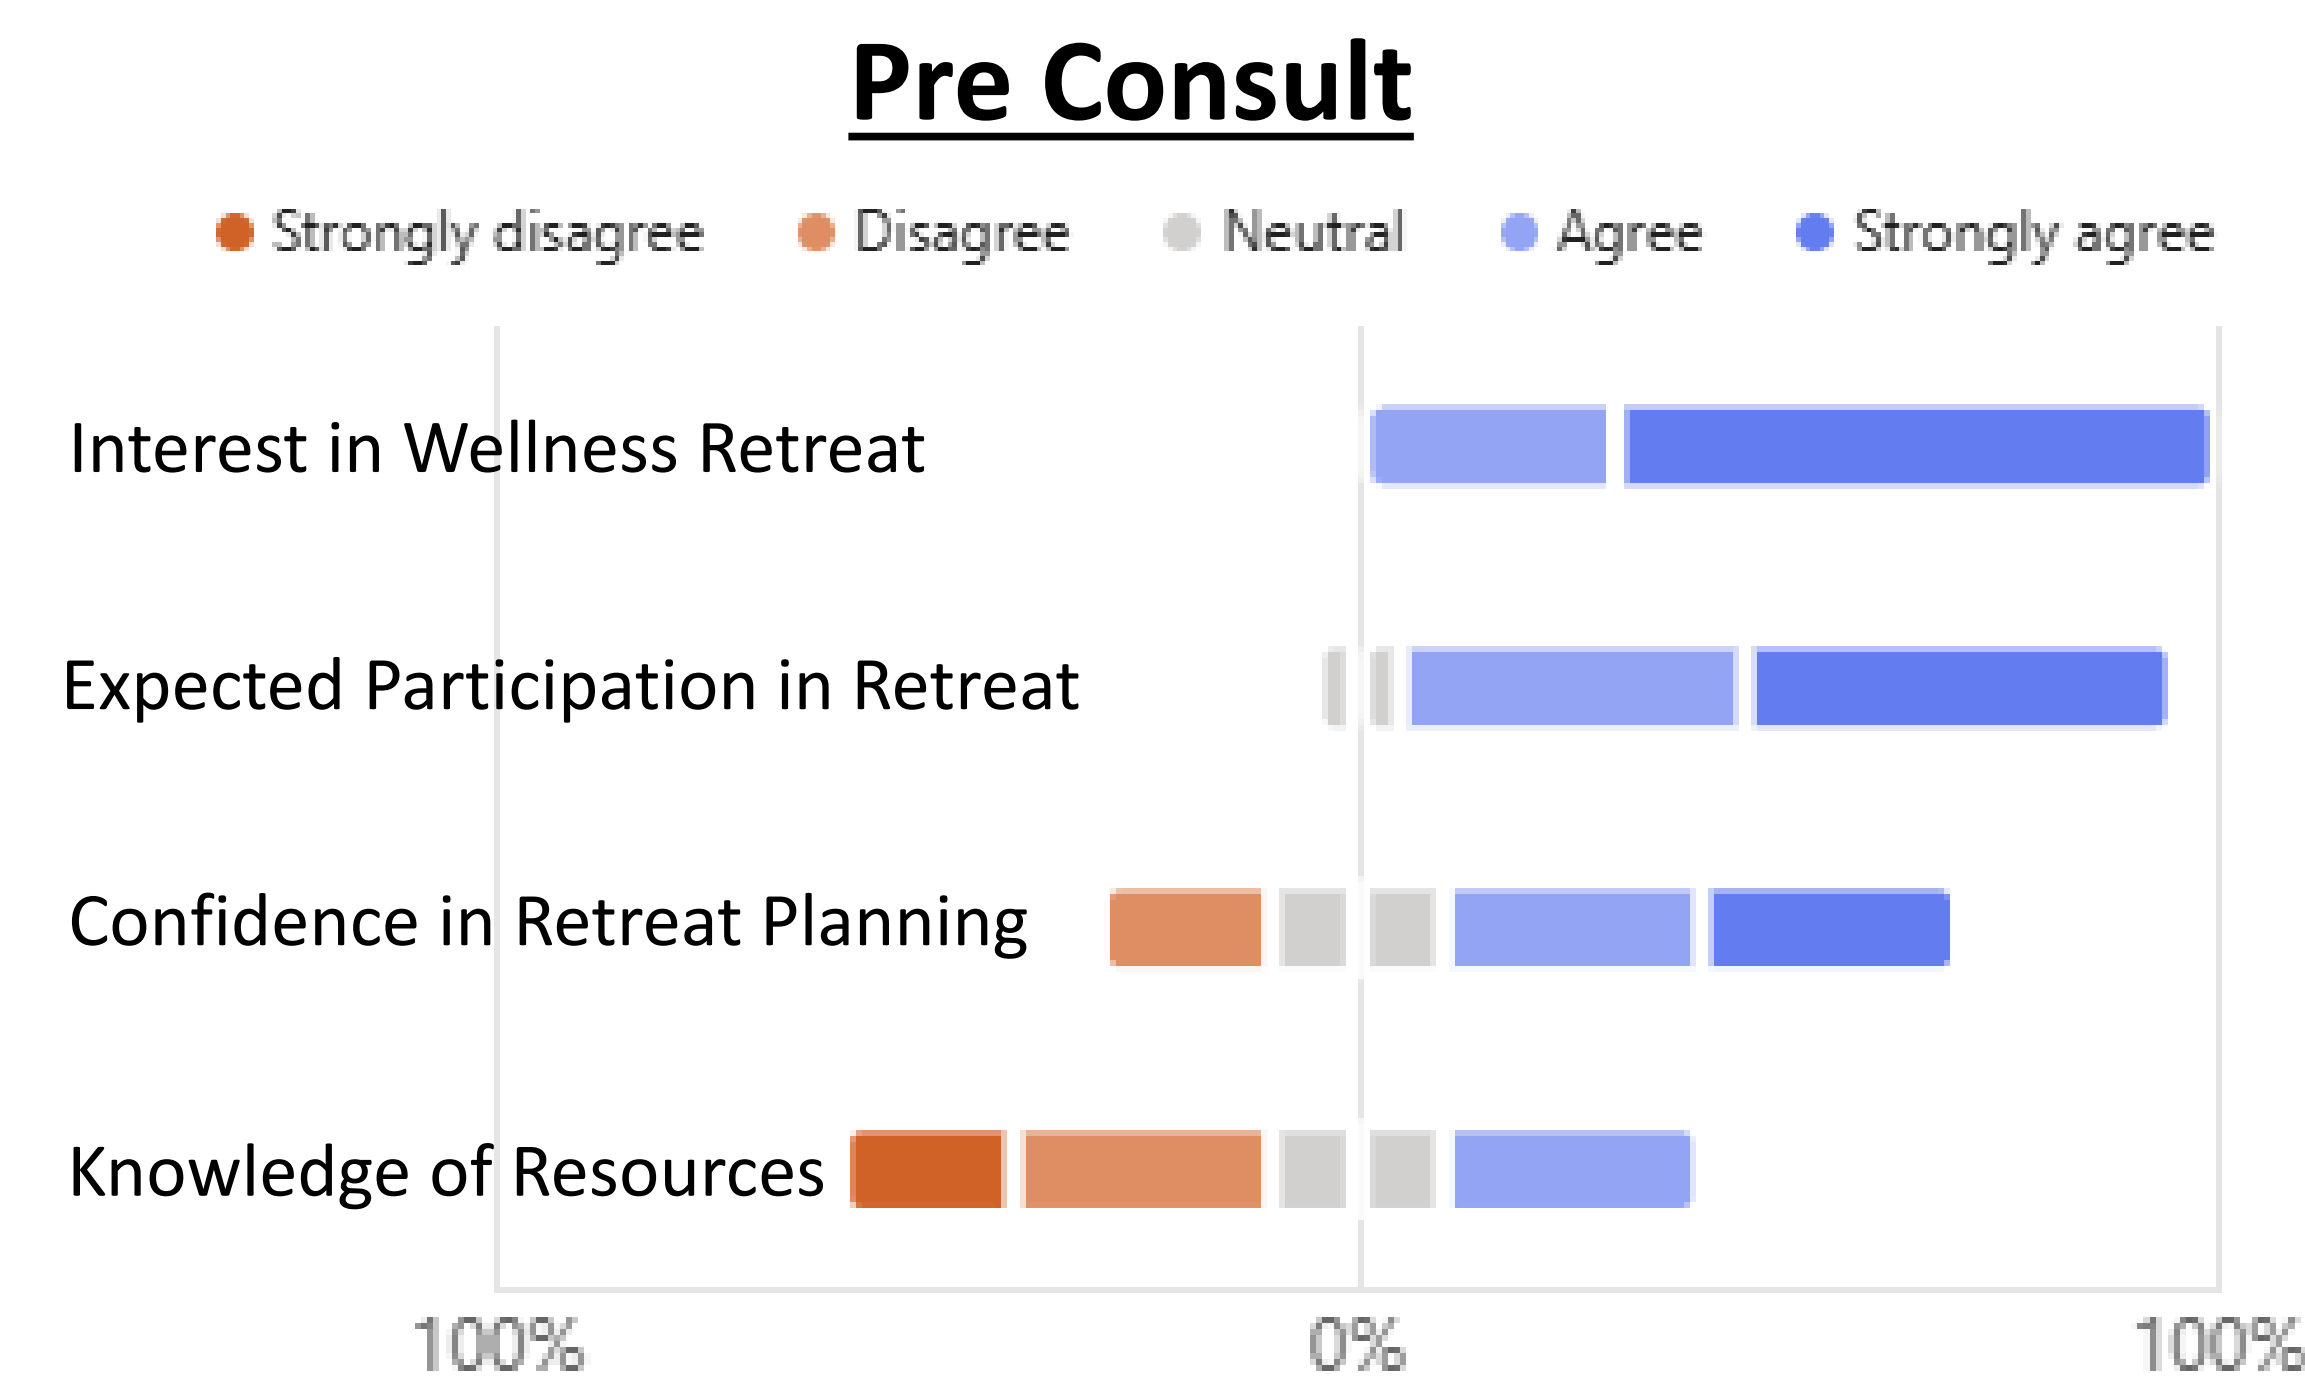 Pre Consult
Strongly disagree Disagree Neutral Agree Strongly agree
Interest in Wellness Retreat
Expected Participation in Retreat
Confidence in Retreat Planning
Knowledge of Resources
100% 0% 100%